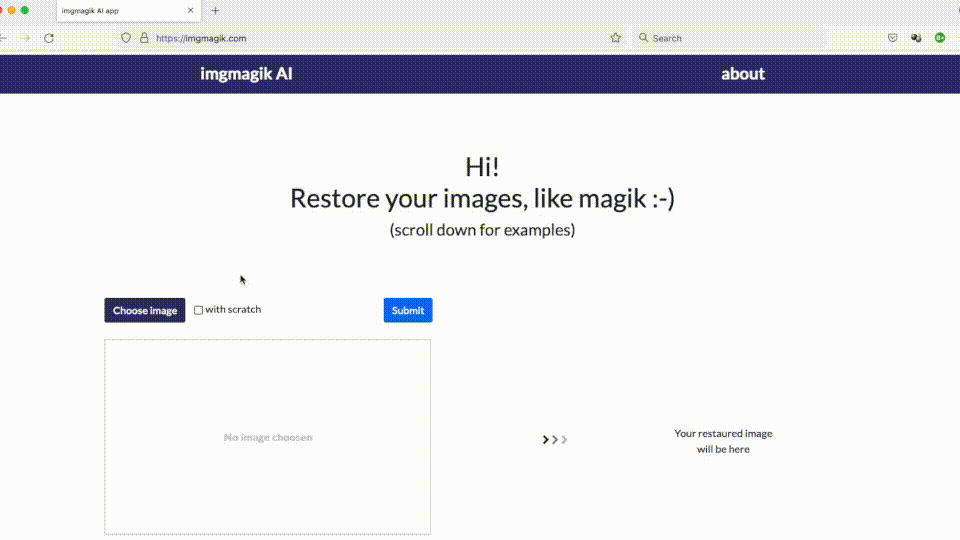 imgmagik AI app
https://imgmagik.com
Search
imgmagik AI
about
Hi!
Restore your images, like magik :-)
(scroll down for examples)
Choose image
with scratch
Submit
No image choosen
Your restaured image
will be here